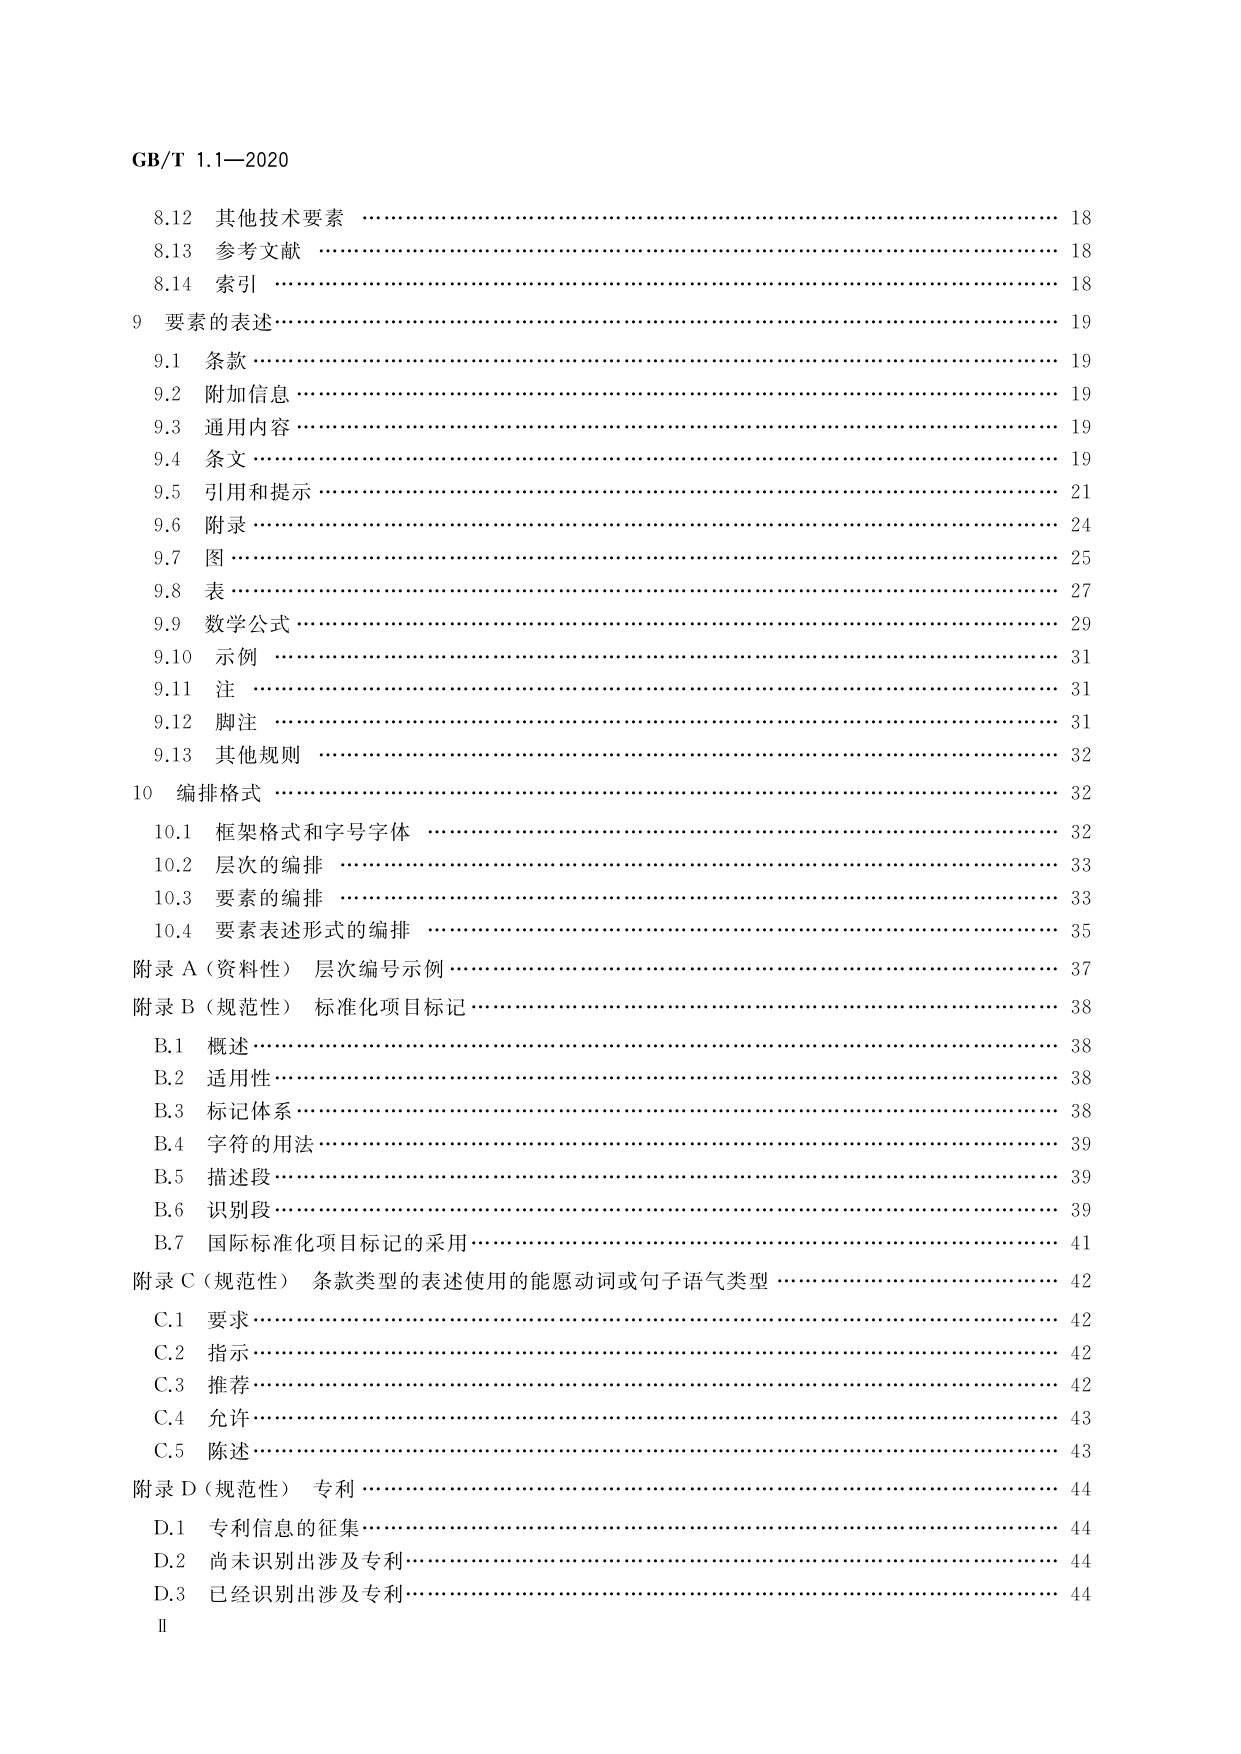 GB/T 1.1—2020
8.12 其他技术要素 …………………………………………………………………………………… 18
8.13 参考文献 …………………………………………………………………………………… 18
8.14 索引 …………………………………………………………………………………… 18
9 要素的表述…………………………………………………………………………………… 19
9.1 条款…………………………………………………………………………………… 19
9.2 附加信息…………………………………………………………………………………… 19
9.3 通用内容…………………………………………………………………………………… 19
9.4 条文…………………………………………………………………………………… 19
9.5 引用和提示…………………………………………………………………………………… 21
9.6 附录…………………………………………………………………………………… 24
9.7 图…………………………………………………………………………………… 25
9.8 表…………………………………………………………………………………… 27
9.9 数学公式…………………………………………………………………………………… 29
9.10 示例 …………………………………………………………………………………… 31
9.11 注 …………………………………………………………………………………… 31
9.12 脚注 …………………………………………………………………………………… 31
9.13 其他规则 …………………………………………………………………………………… 32
10 编排格式 …………………………………………………………………………………… 32
10.1 框架格式和字号字体 …………………………………………………………………………… 32
10.2 层次的编排 …………………………………………………………………………………… 33
10.3 要素的编排 …………………………………………………………………………………… 33
10.4 要素表述形式的编排 …………………………………………………………………………… 35
附录 A（资料性） 层次编号示例…………………………………………………………………………… 37
附录 B（规范性） 标准化项目标记………………………………………………………………………… 38
B.1 概述…………………………………………………………………………………… 38
B.2 适用性…………………………………………………………………………………… 38
B.3 标记体系…………………………………………………………………………………… 38
B.4 字符的用法…………………………………………………………………………………… 39
B.5 描述段…………………………………………………………………………………… 39
B.6 识别段…………………………………………………………………………………… 39
B.7 国际标准化项目标记的采用………………………………………………………………………… 41
附录 C（规范性） 条款类型的表述使用的能愿动词或句子语气类型 ………………………………… 42
C.1 要求…………………………………………………………………………………… 42
C.2 指示…………………………………………………………………………………… 42
C.3 推荐…………………………………………………………………………………… 42
C.4 允许…………………………………………………………………………………… 43
C.5 陈述…………………………………………………………………………………… 43
附录 D（规范性） 专利 …………………………………………………………………………………… 44
D.1 专利信息的征集…………………………………………………………………………………… 44
D.2 尚未识别出涉及专利………………………………………………………………………………… 44
D.3 已经识别出涉及专利………………………………………………………………………………… 44
Ⅱ